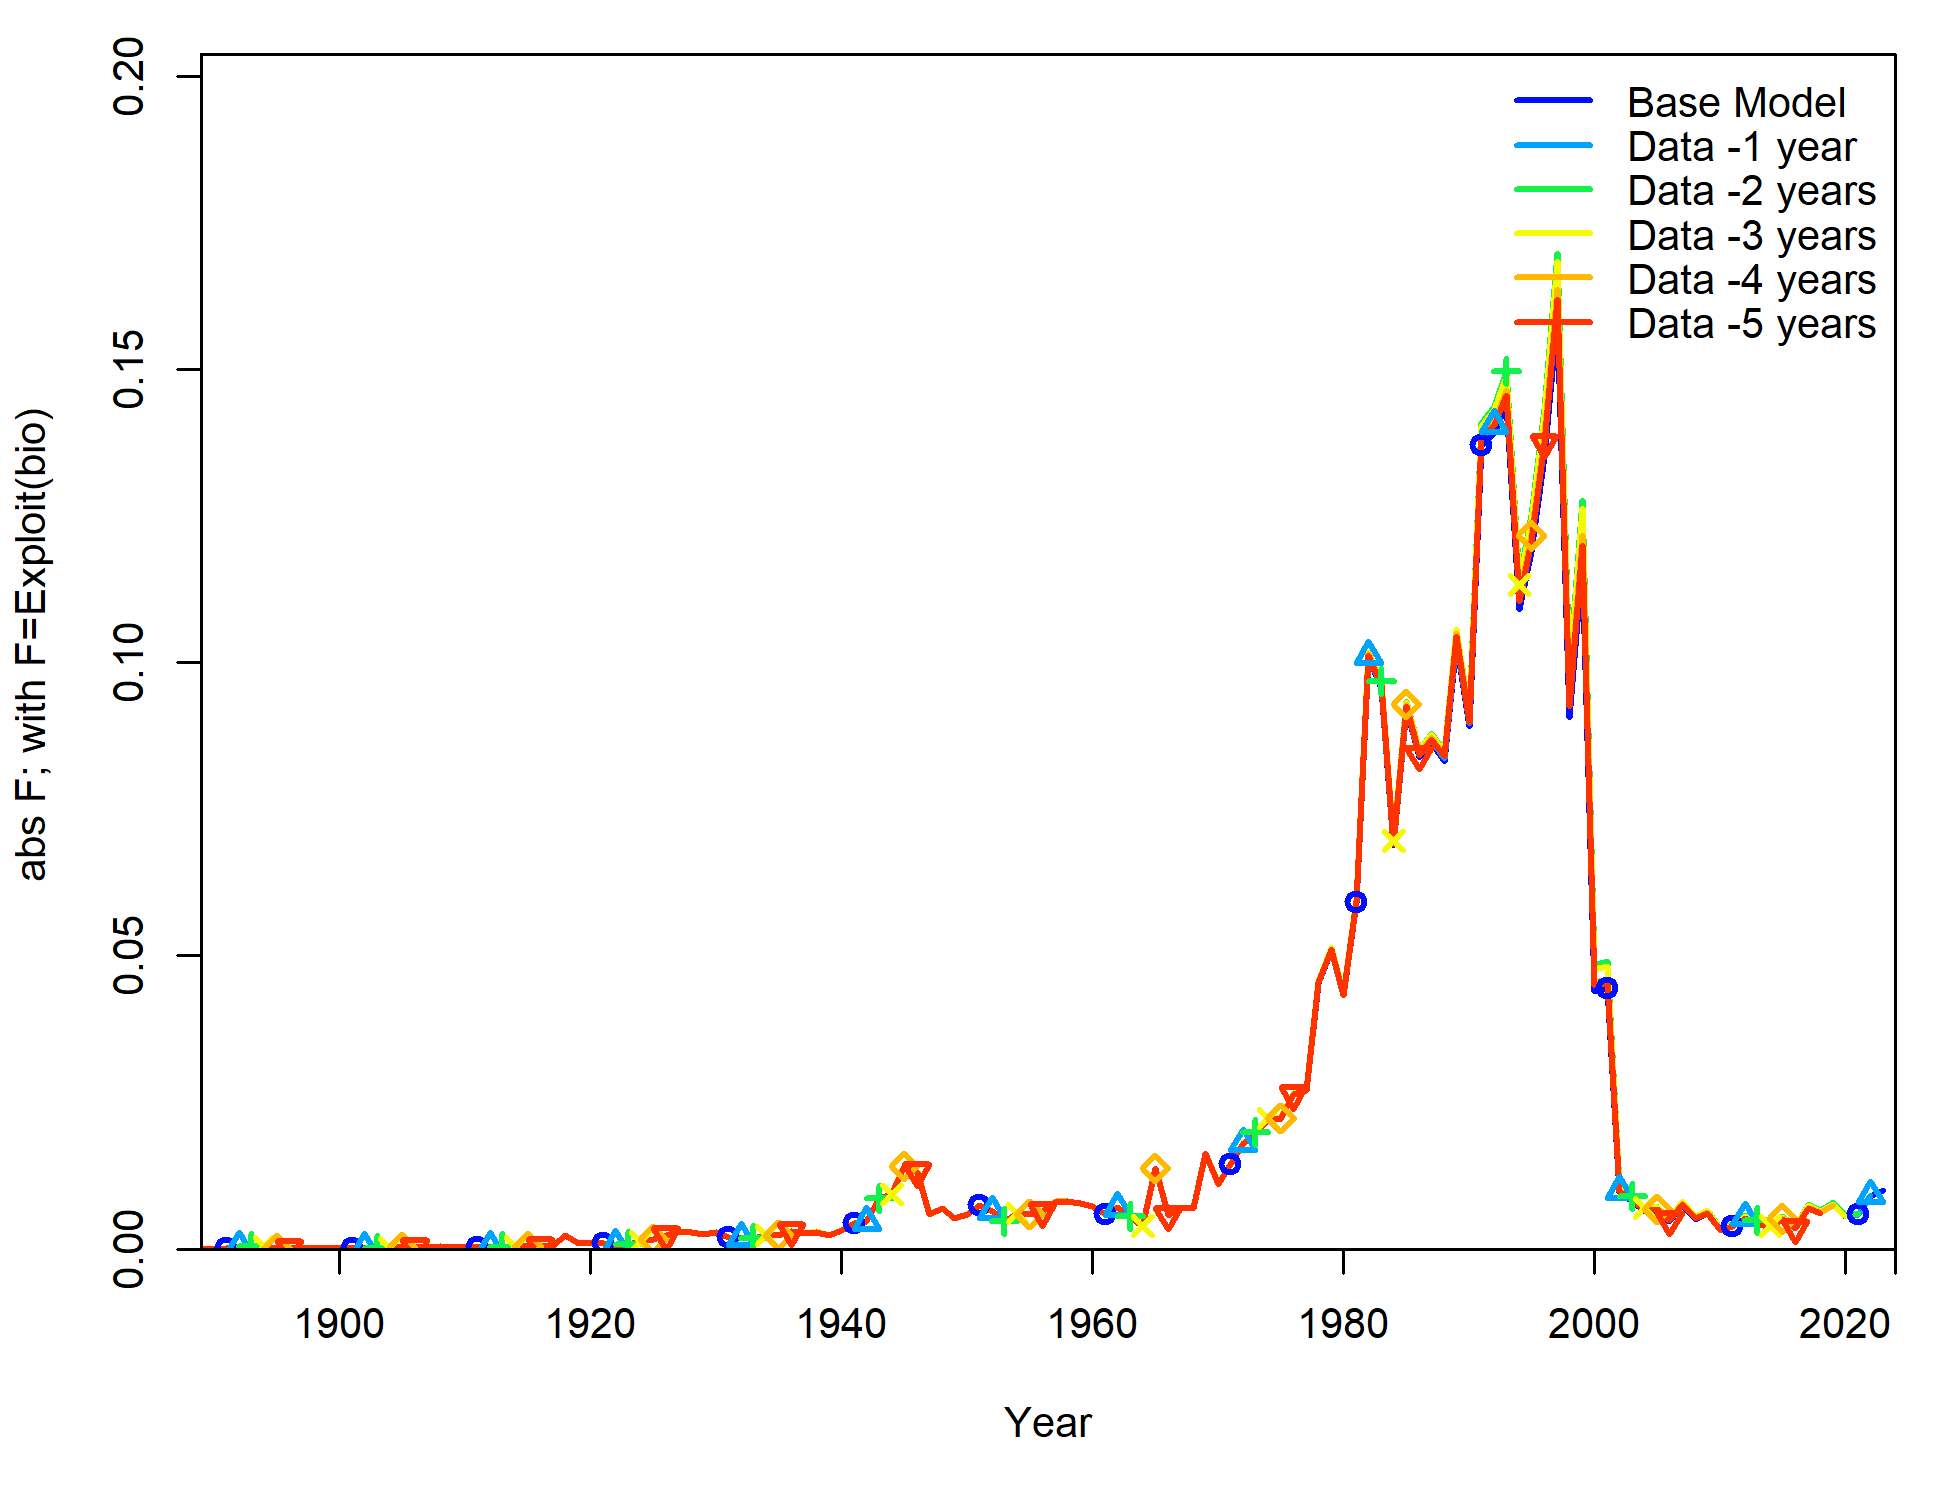 abs F; with F=Exploit(bio)
0.20
0.15
0.10
0.05
0.00
Base Model
Data -1 year
Data -2 years
Data -3 years
Data -4 years
Data -5 years
1900 1920 1940 1960 1980 2000 2020
Year